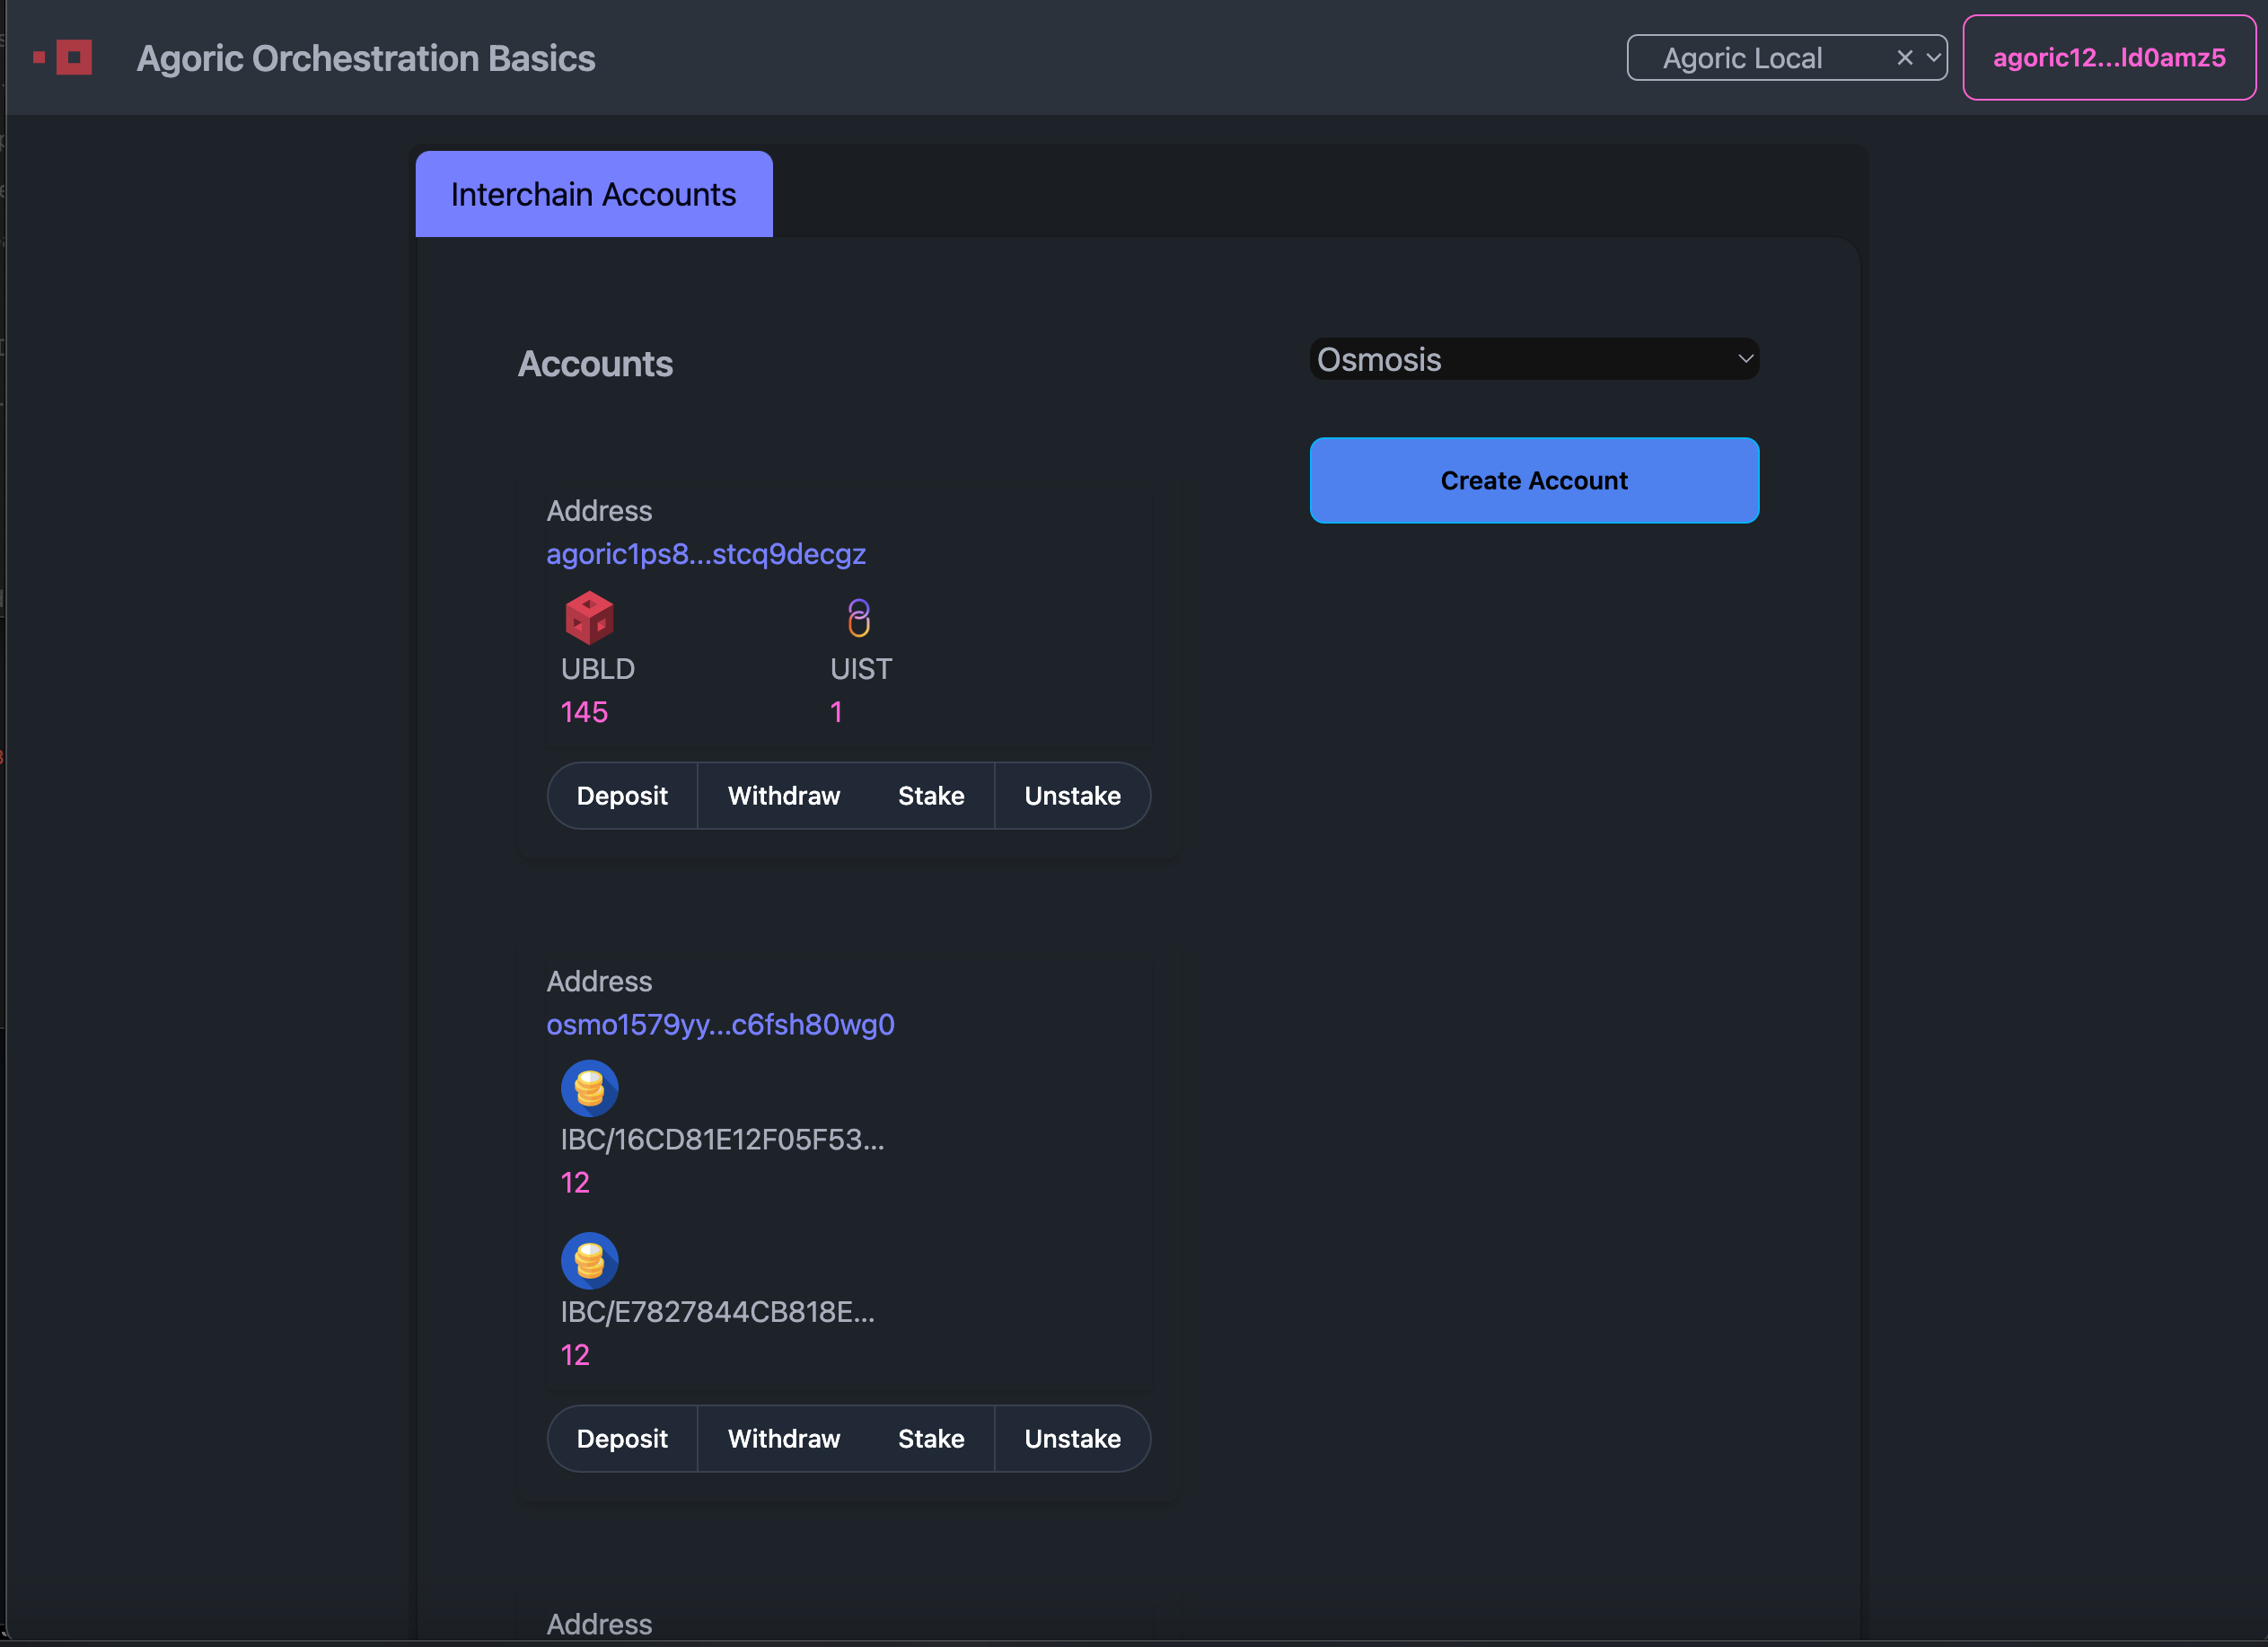 Agoric Orchestration Basics
Agoric Local
agoric12...ld0amz5
Interchain Accounts
Accounts
Osmosis
Create Account
Address
agoric1ps8...stcq9decgz
UBLD
UIST
145
1
Deposit
Withdraw
Stake
Unstake
Address
osmo1579yy...c6fsh80wg0
IBC/16CD81E12F05F53...
12
IBC/E7827844CB818E...
12
Deposit
Withdraw
Stake
Unstake
Address